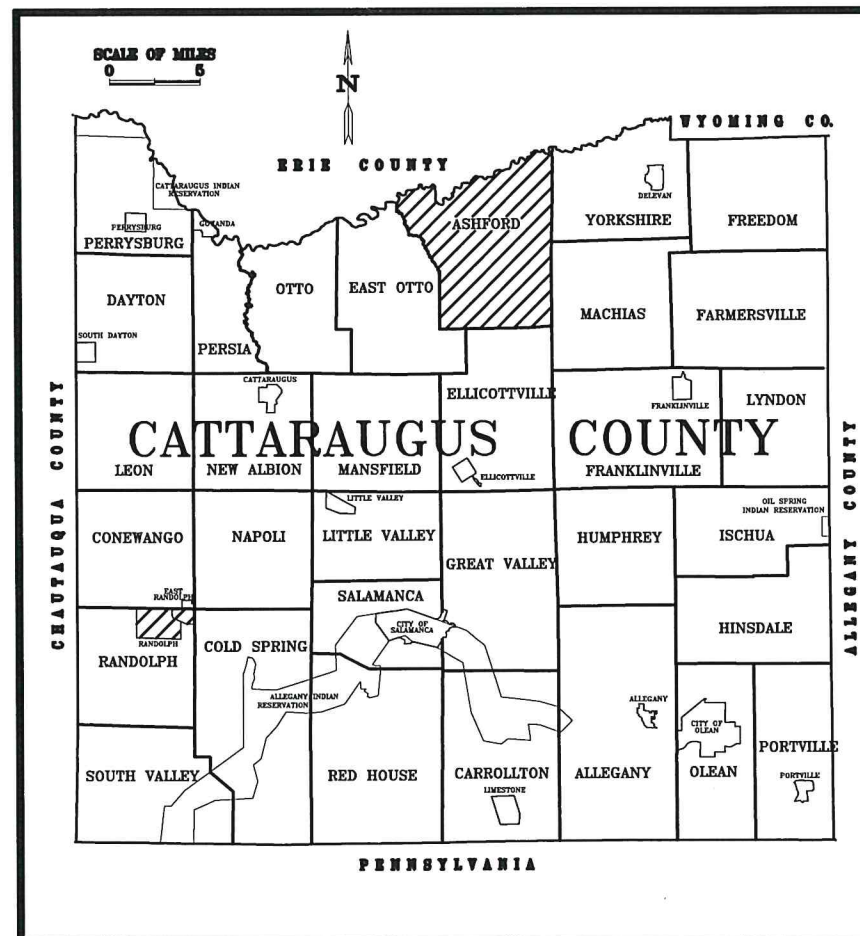 SCALE OF MILES
0 5
N
WYOMING CO.
ERIE COUNTY
CATTARAUGUS INDIAN
RESERVATION
DELEVAN
PERRYSBURG
GOWANDA
ASHFORD
YORKSHIRE
FREEDOM
PERRYSBURG
OTTO
EAST OTTO
DAYTON
MACHIAS
FARMERSVILLE
SOUTH DAYTON
PERSIA
CATTARAUGUS
ELLICOTTVILLE
FRANKLINVILLE
LYNDON
CHAUTAUQUA COUNTY
CATTARAUGUS COUNTY
ALLEGANY COUNTY
LEON
NEW ALBION
MANSFIELD
ELLICOTTVILLE
FRANKLINVILLE
LITTLE VALLEY
OIL SPRING
INDIAN RESERVATION
CONEWANGO
NAPOLI
LITTLE VALLEY
HUMPHREY
ISCHUA
GREAT VALLEY
EAST
RANDOLPH
SALAMANCA
CITY OF
SALAMANCA
HINSDALE
RANDOLPH
COLD SPRING
RANDOLPH
ALLEGANY INDIAN
RESERVATION
ALLEGANY
CITY OF
OLEAN
PORTVILLE
SOUTH VALLEY
RED HOUSE
CARROLLTON
ALLEGANY
OLEAN
PORTVILLE
LIMESTONE
PENNSYLVANIA